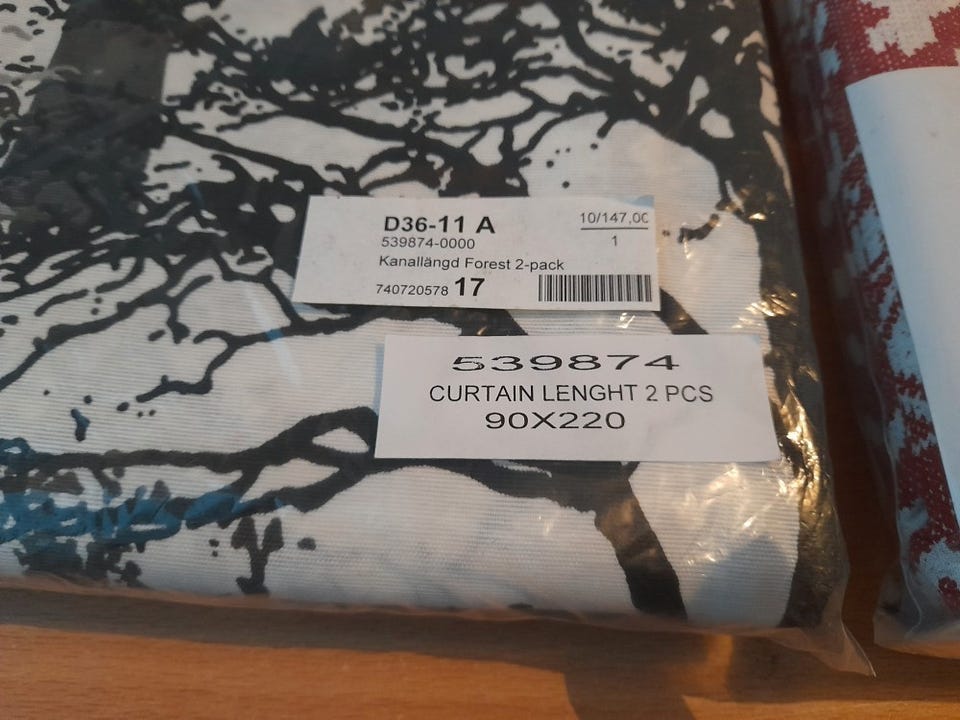 D36-11 A
10/147,00
539874-0000
1
Kanallängd Forest 2-pack
740720578 17
539874
CURTAIN LENGHT 2 PCS
90X220